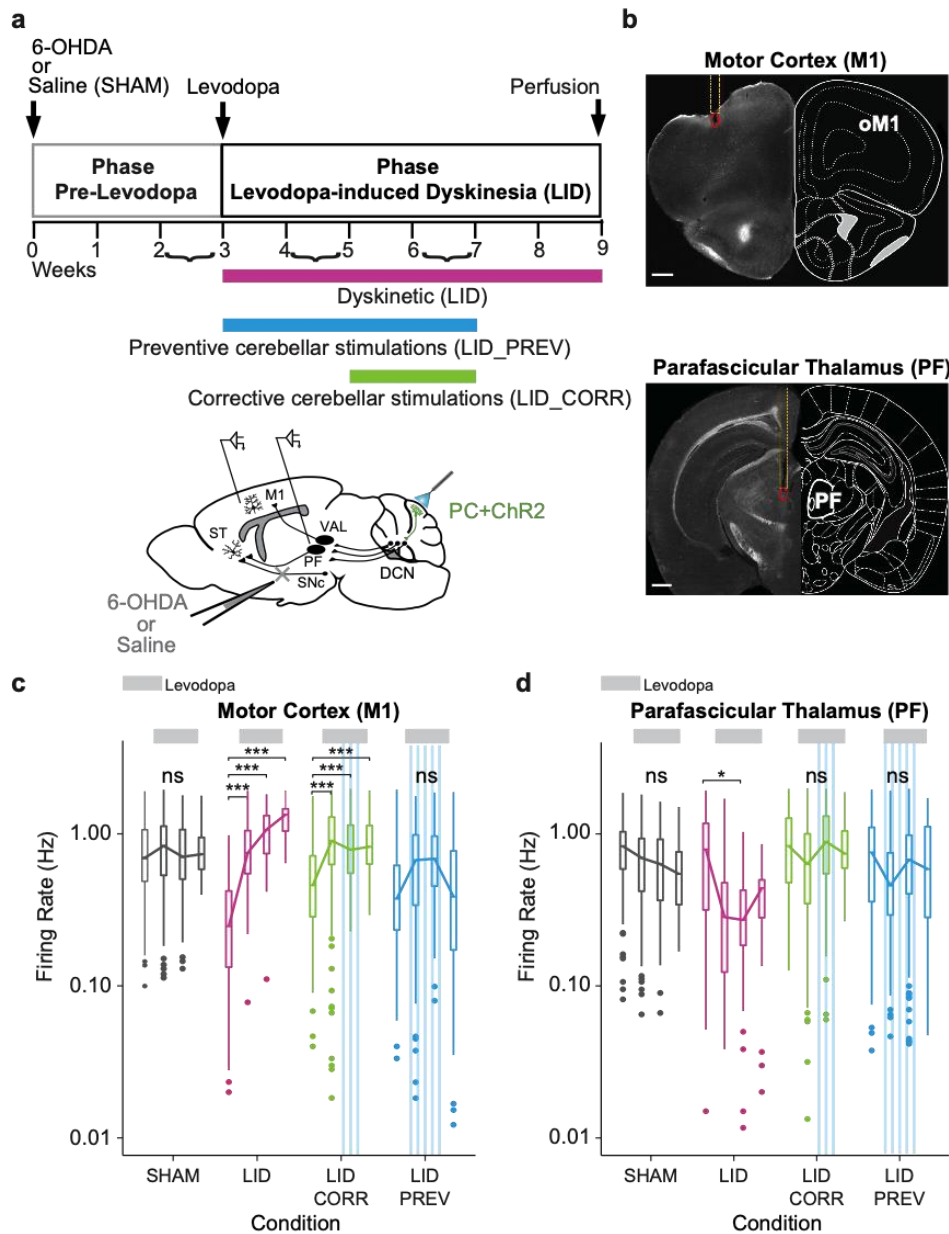 a
6-OHDA
or
Saline (SHAM)
Levodopa
Perfusion
Phase
Pre-Levodopa
Phase
Levodopa-induced Dyskinesia (LID)
0 1 2 3 4 5 6 7 8 9
Weeks
Dyskinetic (LID)
Preventive cerebellar stimulations (LID_PREV)
Corrective cerebellar stimulations (LID_CORR)
M1
ST
VAL
PF
SNc
DCN
PC+ChR2
6-OHDA
or
Saline
b
Motor Cortex (M1)
oM1
Parafascicular Thalamus (PF)
PF
c
Levodopa
Motor Cortex (M1)
ns
***
***
***
***
***
***
ns
Firing Rate (Hz)
1.00
0.10
0.01
SHAM
LID
LID
CORR
LID
PREV
Condition
d
Levodopa
Parafascicular Thalamus (PF)
ns
*
ns
ns
Firing Rate (Hz)
1.00
0.10
0.01
SHAM
LID
LID
CORR
LID
PREV
Condition